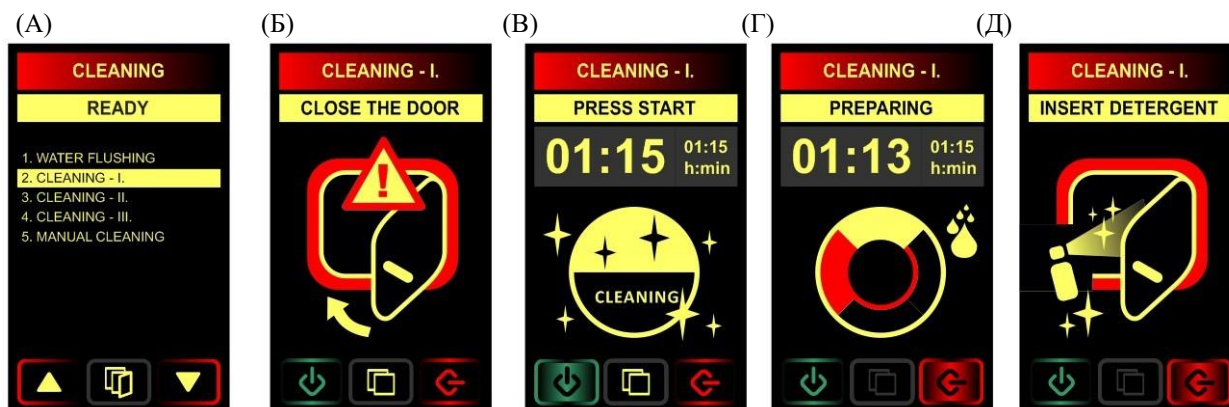 (А)
CLEANING
READY
1. WATER FLUSHING
2. CLEANING - I.
3. CLEANING - II.
4. CLEANING - III.
5. MANUAL CLEANING
(Б)
CLEANING - I.
CLOSE THE DOOR
!
(В)
CLEANING - I.
PRESS START
01:15 01:15
h:min
CLEANING
(Г)
CLEANING - I.
PREPARING
01:13 01:15
h:min
(Д)
CLEANING - I.
INSERT DETERGENT